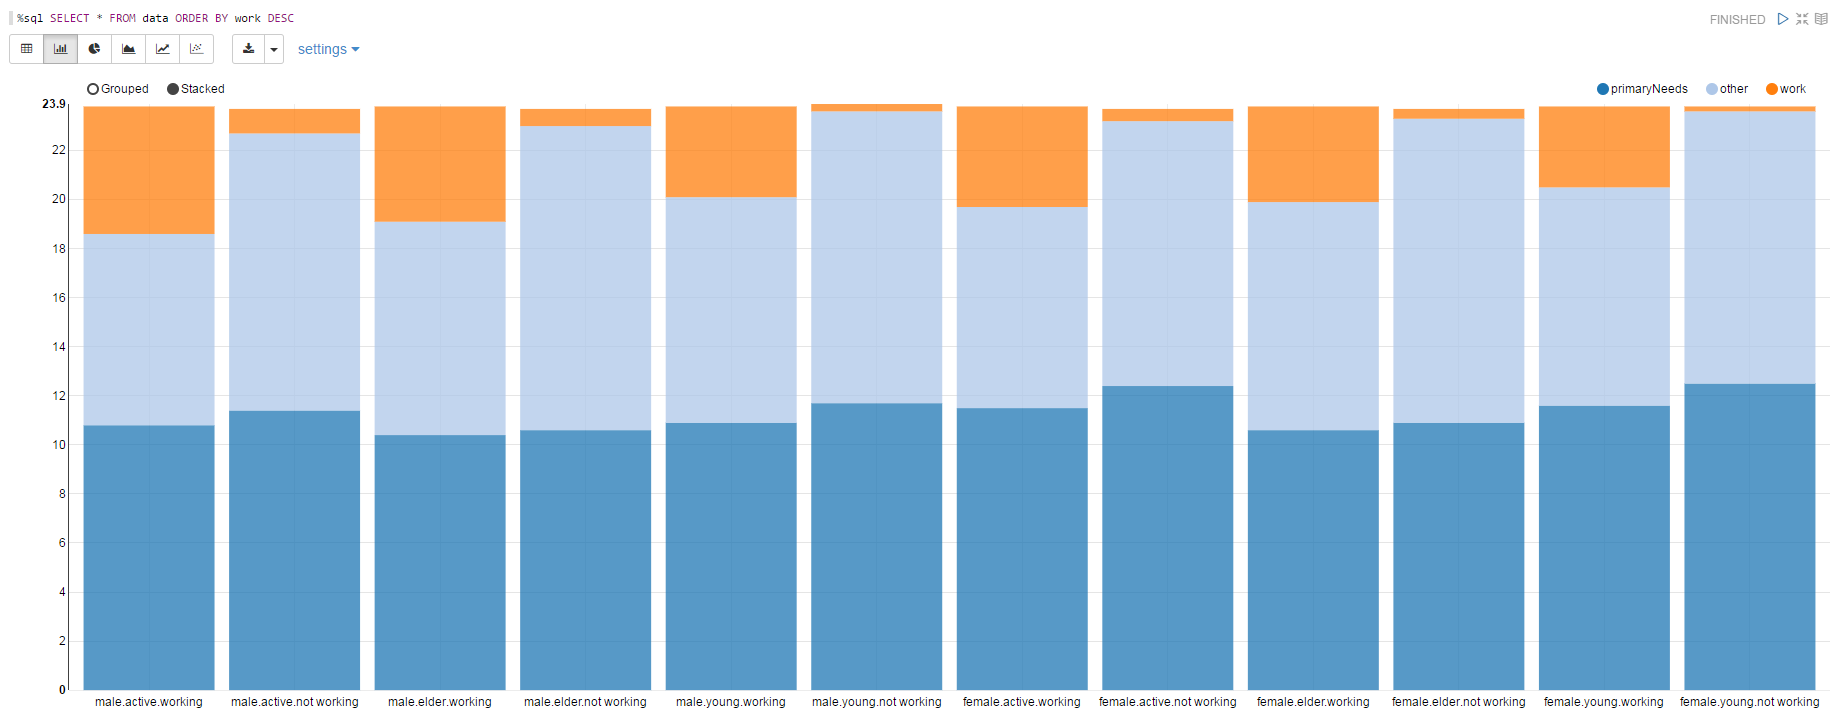 %sql SELECT * FROM data ORDER BY work DESC
FINISHED
settings
Grouped Stacked
primaryNeeds other work
23.9
22
20
18
16
14
12
10
8
6
4
2
0
male.active.working male.active.not working male.elder.working male.elder.not working male.young.working male.young.not working female.active.working female.active.not working female.elder.working female.elder.not working female.young.working female.young.not working